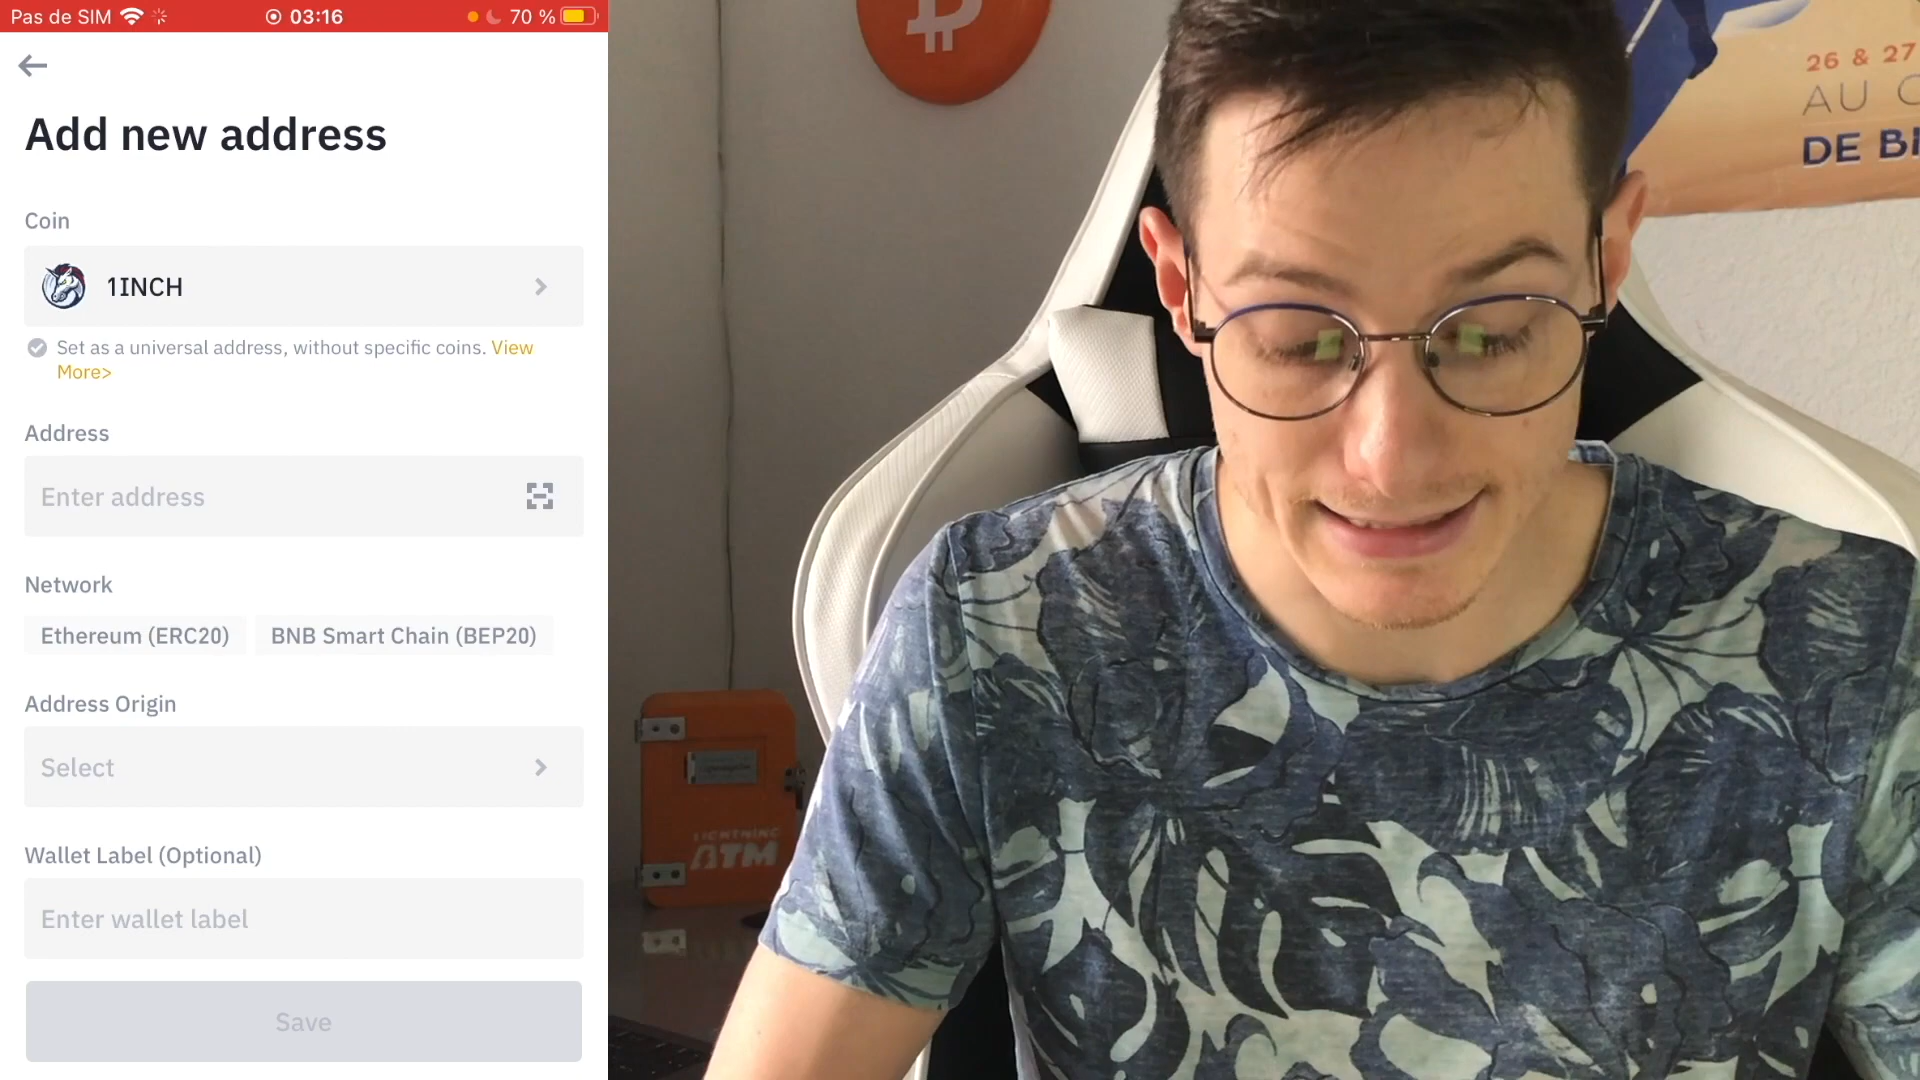 Pas de SIM 03:16 70 %
Add new address
Coin
1INCH
Set as a universal address, without specific coins. View
More>
Address
Enter address
Network
Ethereum (ERC20) BNB Smart Chain (BEP20)
Address Origin
Select
Wallet Label (Optional)
Enter wallet label
Save
26 & 27
AU
DE
LIGHTNING
ATM